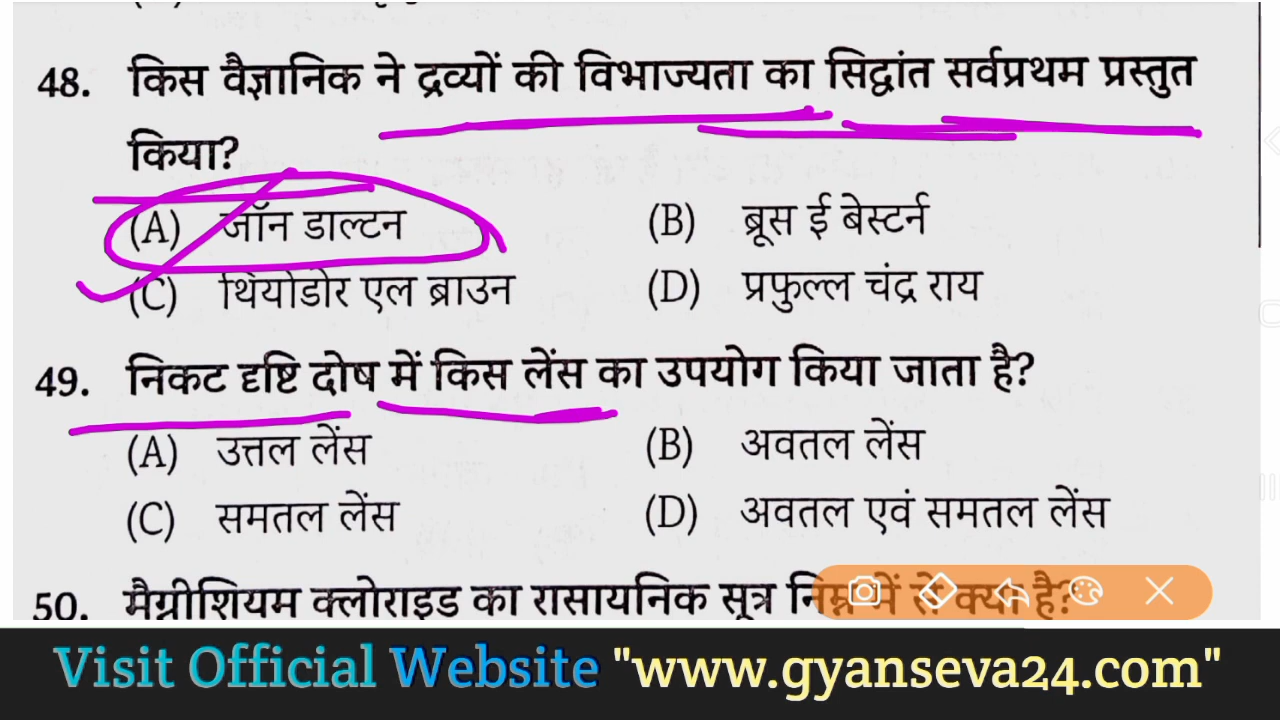 48. किस वैज्ञानिक ने द्रव्यों की विभाज्यता का सिद्धांत सर्वप्रथम प्रस्तुत
किया?
(A) जॉन डाल्टन (B) ब्रूस ई बेस्टर्न
(C) थियोडोर एल ब्राउन (D) प्रफुल्ल चंद्र राय
49. निकट दृष्टि दोष में किस लेंस का उपयोग किया जाता है?
(A) उत्तल लेंस (B) अवतल लेंस
(C) समतल लेंस (D) अवतल एवं समतल लेंस
50. मैग्नीशियम क्लोराइड का रासायनिक सूत्र निम्न में से क्या है?
Visit Official Website "www.gyanseva24.com"